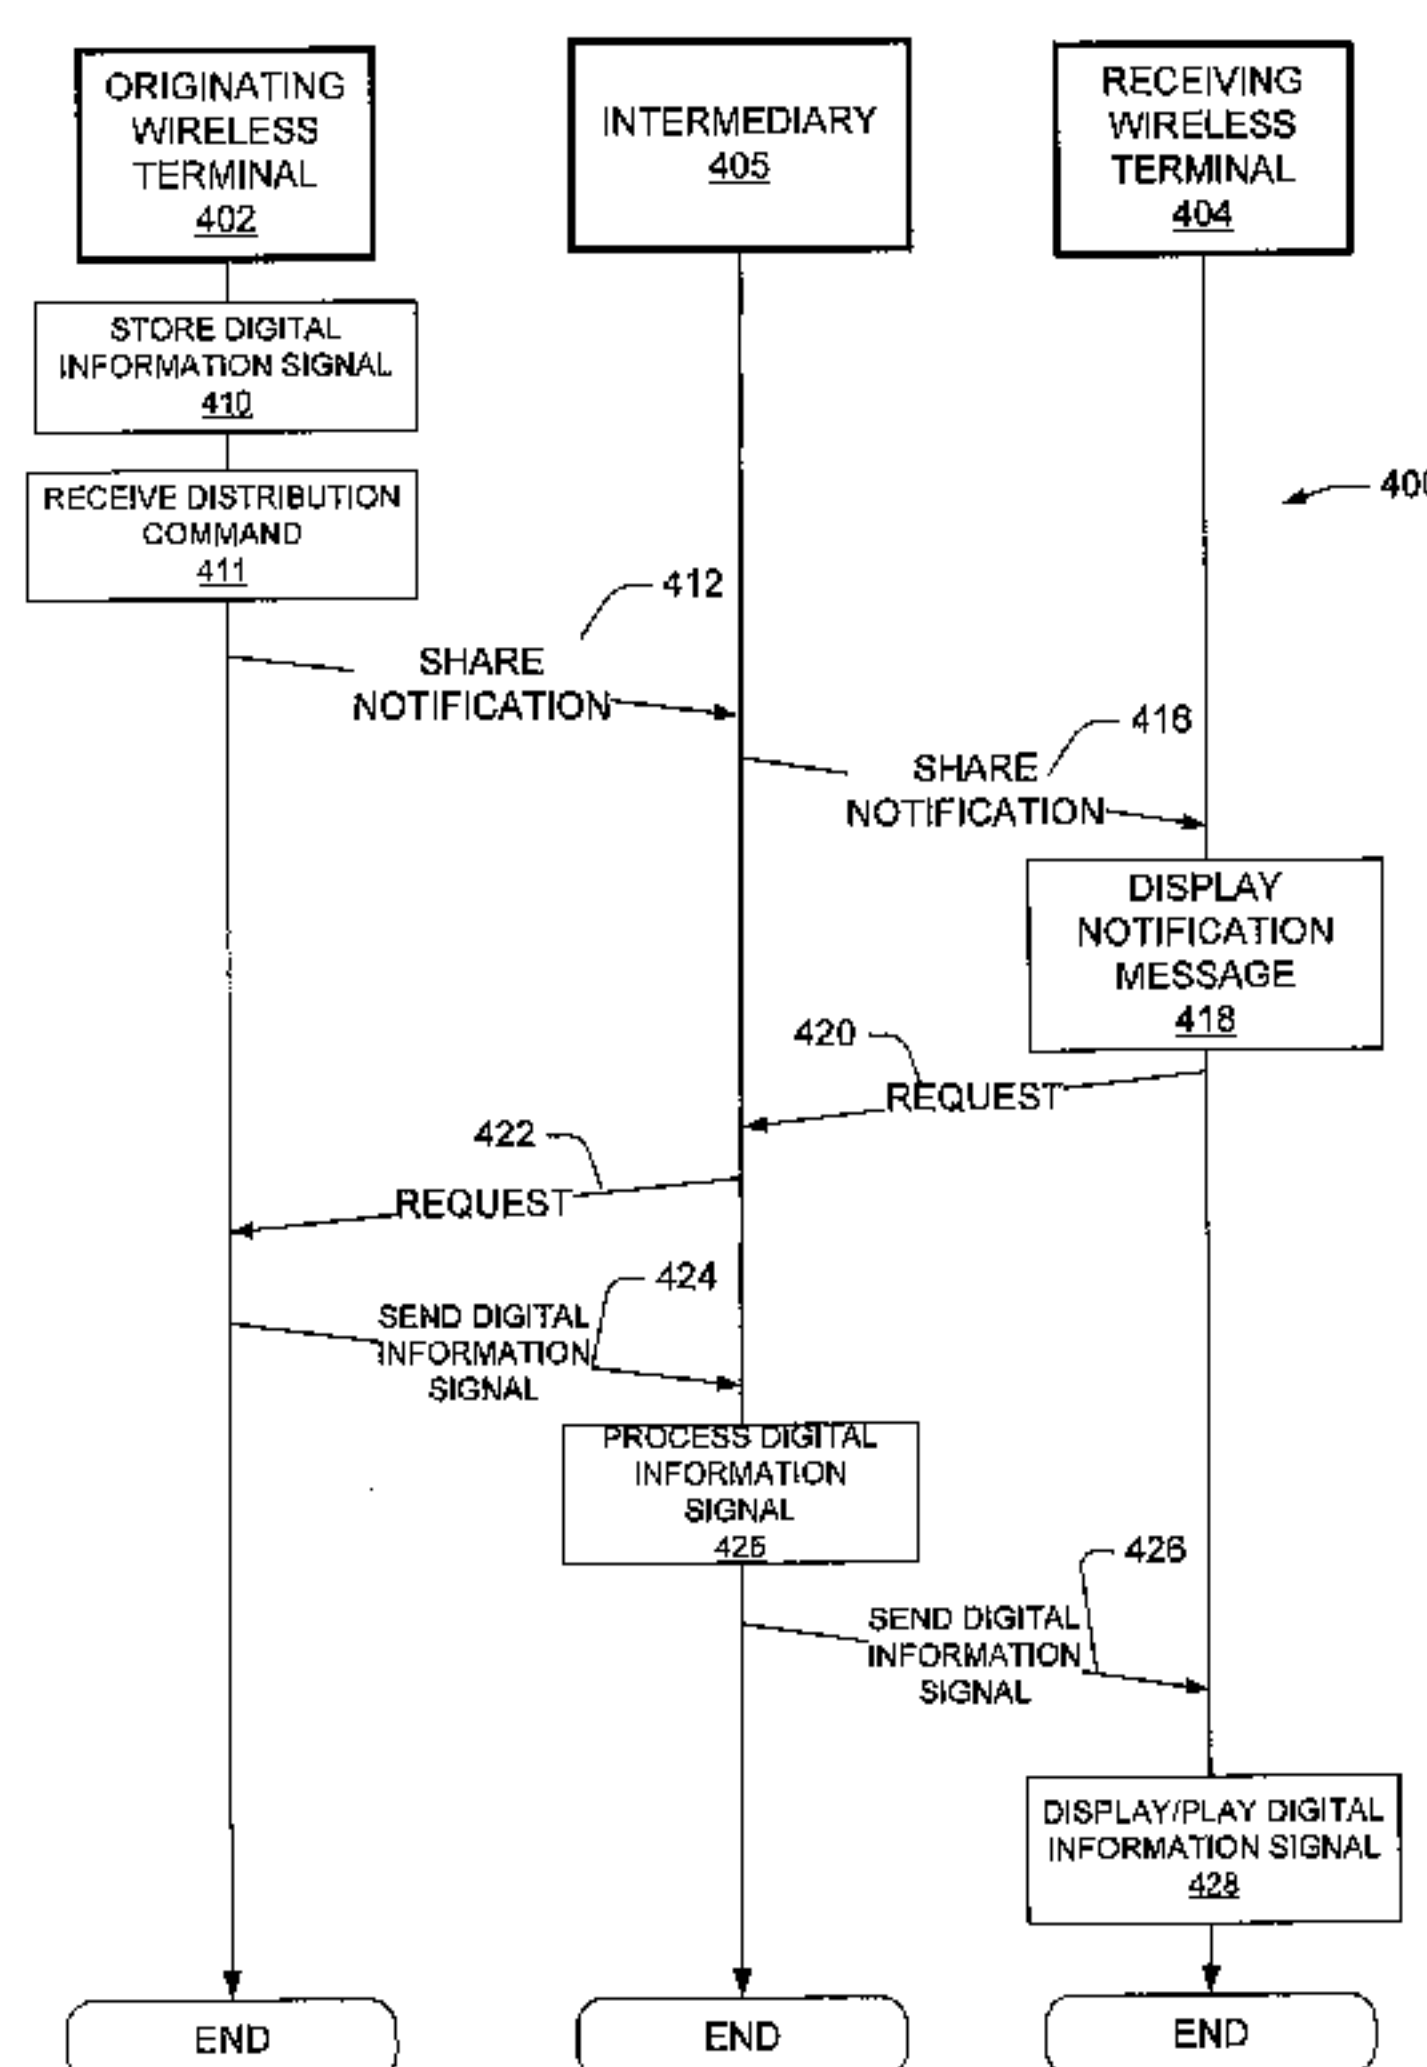 ORIGINATING
WIRELESS
TERMINAL
402
INTERMEDIARY
405
RECEIVING
WIRELESS
TERMINAL
404
STORE DIGITAL
INFORMATION SIGNAL
410
RECEIVE DISTRIBUTION
COMMAND
411
400
412
SHARE
NOTIFICATION
416
SHARE
NOTIFICATION
DISPLAY
NOTIFICATION
MESSAGE
418
420
REQUEST
422
REQUEST
424
SEND DIGITAL
INFORMATION
SIGNAL
PROCESS DIGITAL
INFORMATION
SIGNAL
425
426
SEND DIGITAL
INFORMATION
SIGNAL
DISPLAY/PLAY DIGITAL
INFORMATION SIGNAL
428
END
END
END